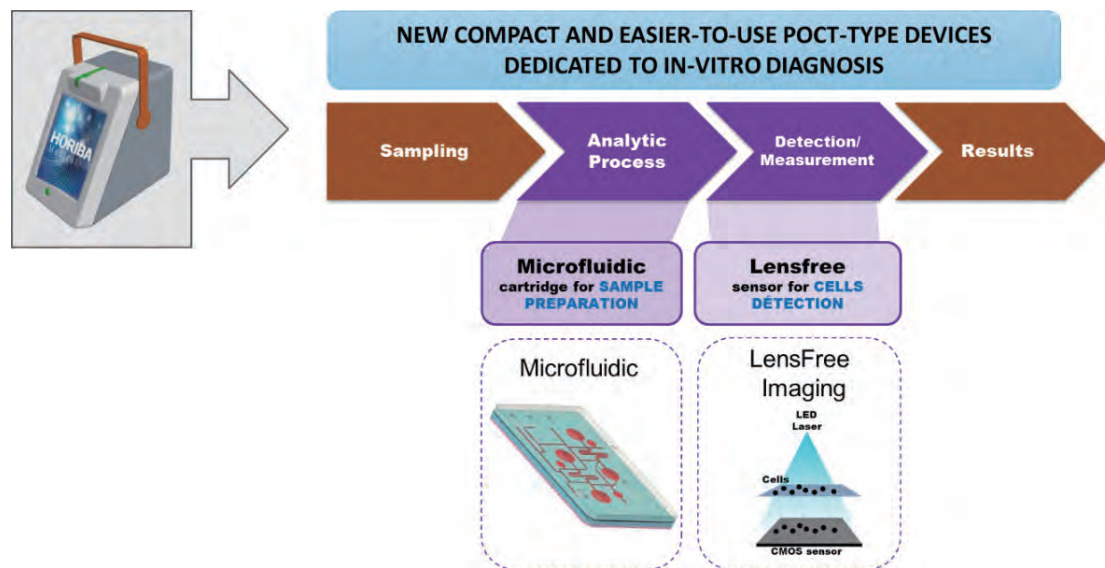 NEW COMPACT AND EASIER-TO-USE POCT-TYPE DEVICES
DEDICATED TO IN-VITRO DIAGNOSIS
HORIBA
Sampling
Analytic
Process
Detection/
Measurement
Results
Microfluidic
cartridge for SAMPLE
PREPARATION
Lensfree
sensor for CELLS
DÉTECTION
Microfluidic
LensFree
Imaging
LED
Laser
Cells
CMOS sensor